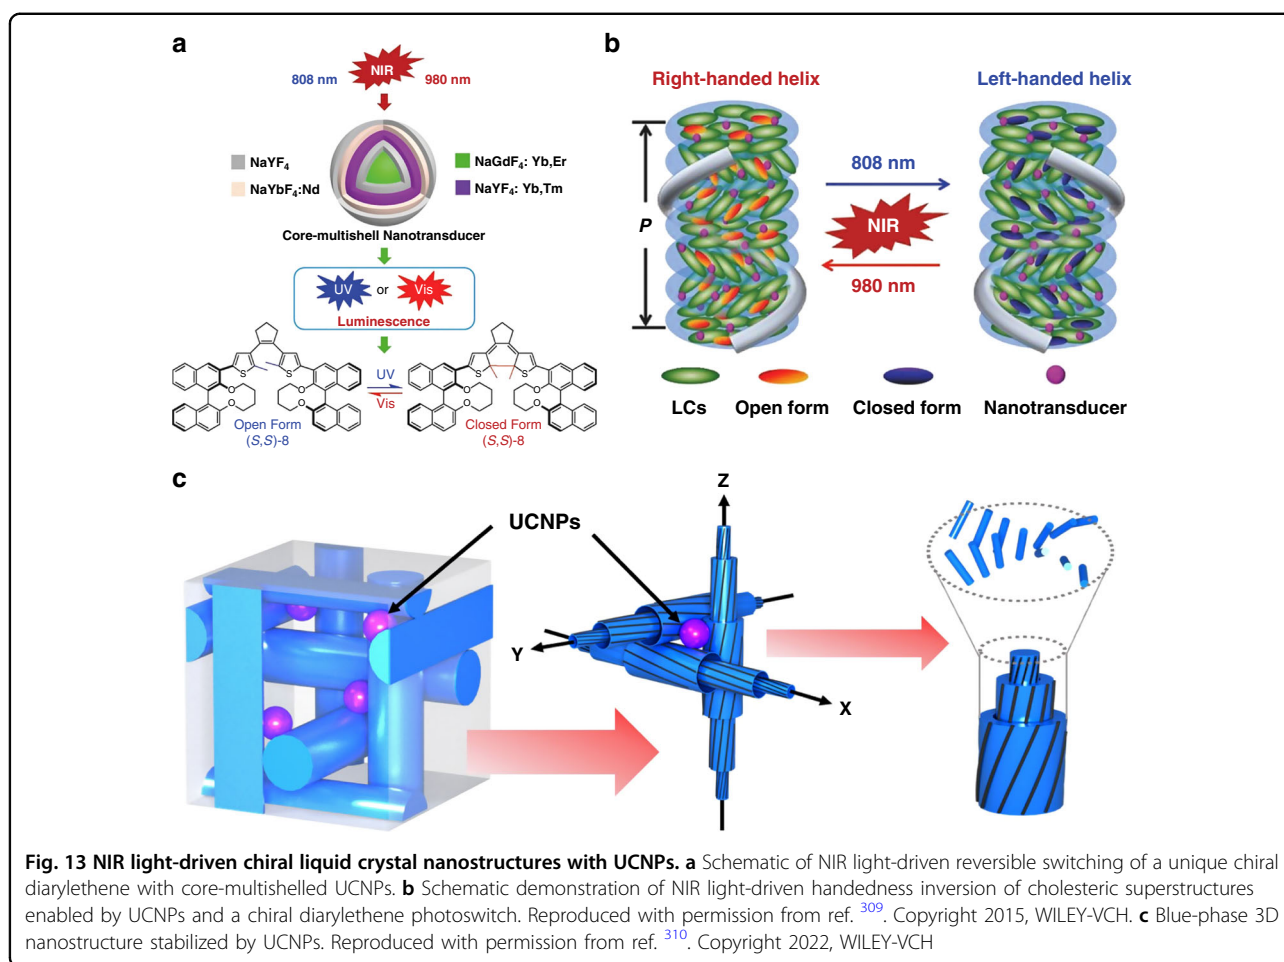 a
NIR
808 nm
980 nm
NaYF4
NaYbF4:Nd
NaGdF4: Yb,Er
NaYF4: Yb,Tm
Core-multishell Nanotransducer
UV or Vis
Luminescence
S
S
O
O
O
O
UV
Vis
S
S
O
O
O
O
Open Form
(S,S)-8
Closed Form
(S,S)-8
b
Right-handed helix
Left-handed helix
P
808 nm
NIR
980 nm
LCs
Open form
Closed form
Nanotransducer
c
UCNPs
Z
Y
X
Fig. 13 NIR light-driven chiral liquid crystal nanostructures with UCNPs. a Schematic of NIR light-driven reversible switching of a unique chiral
diarylethene with core-multishelled UCNPs. b Schematic demonstration of NIR light-driven handedness inversion of cholesteric superstructures
enabled by UCNPs and a chiral diarylethene photoswitch. Reproduced with permission from ref. 309. Copyright 2015, WILEY-VCH. c Blue-phase 3D
nanostructure stabilized by UCNPs. Reproduced with permission from ref. 310. Copyright 2022, WILEY-VCH